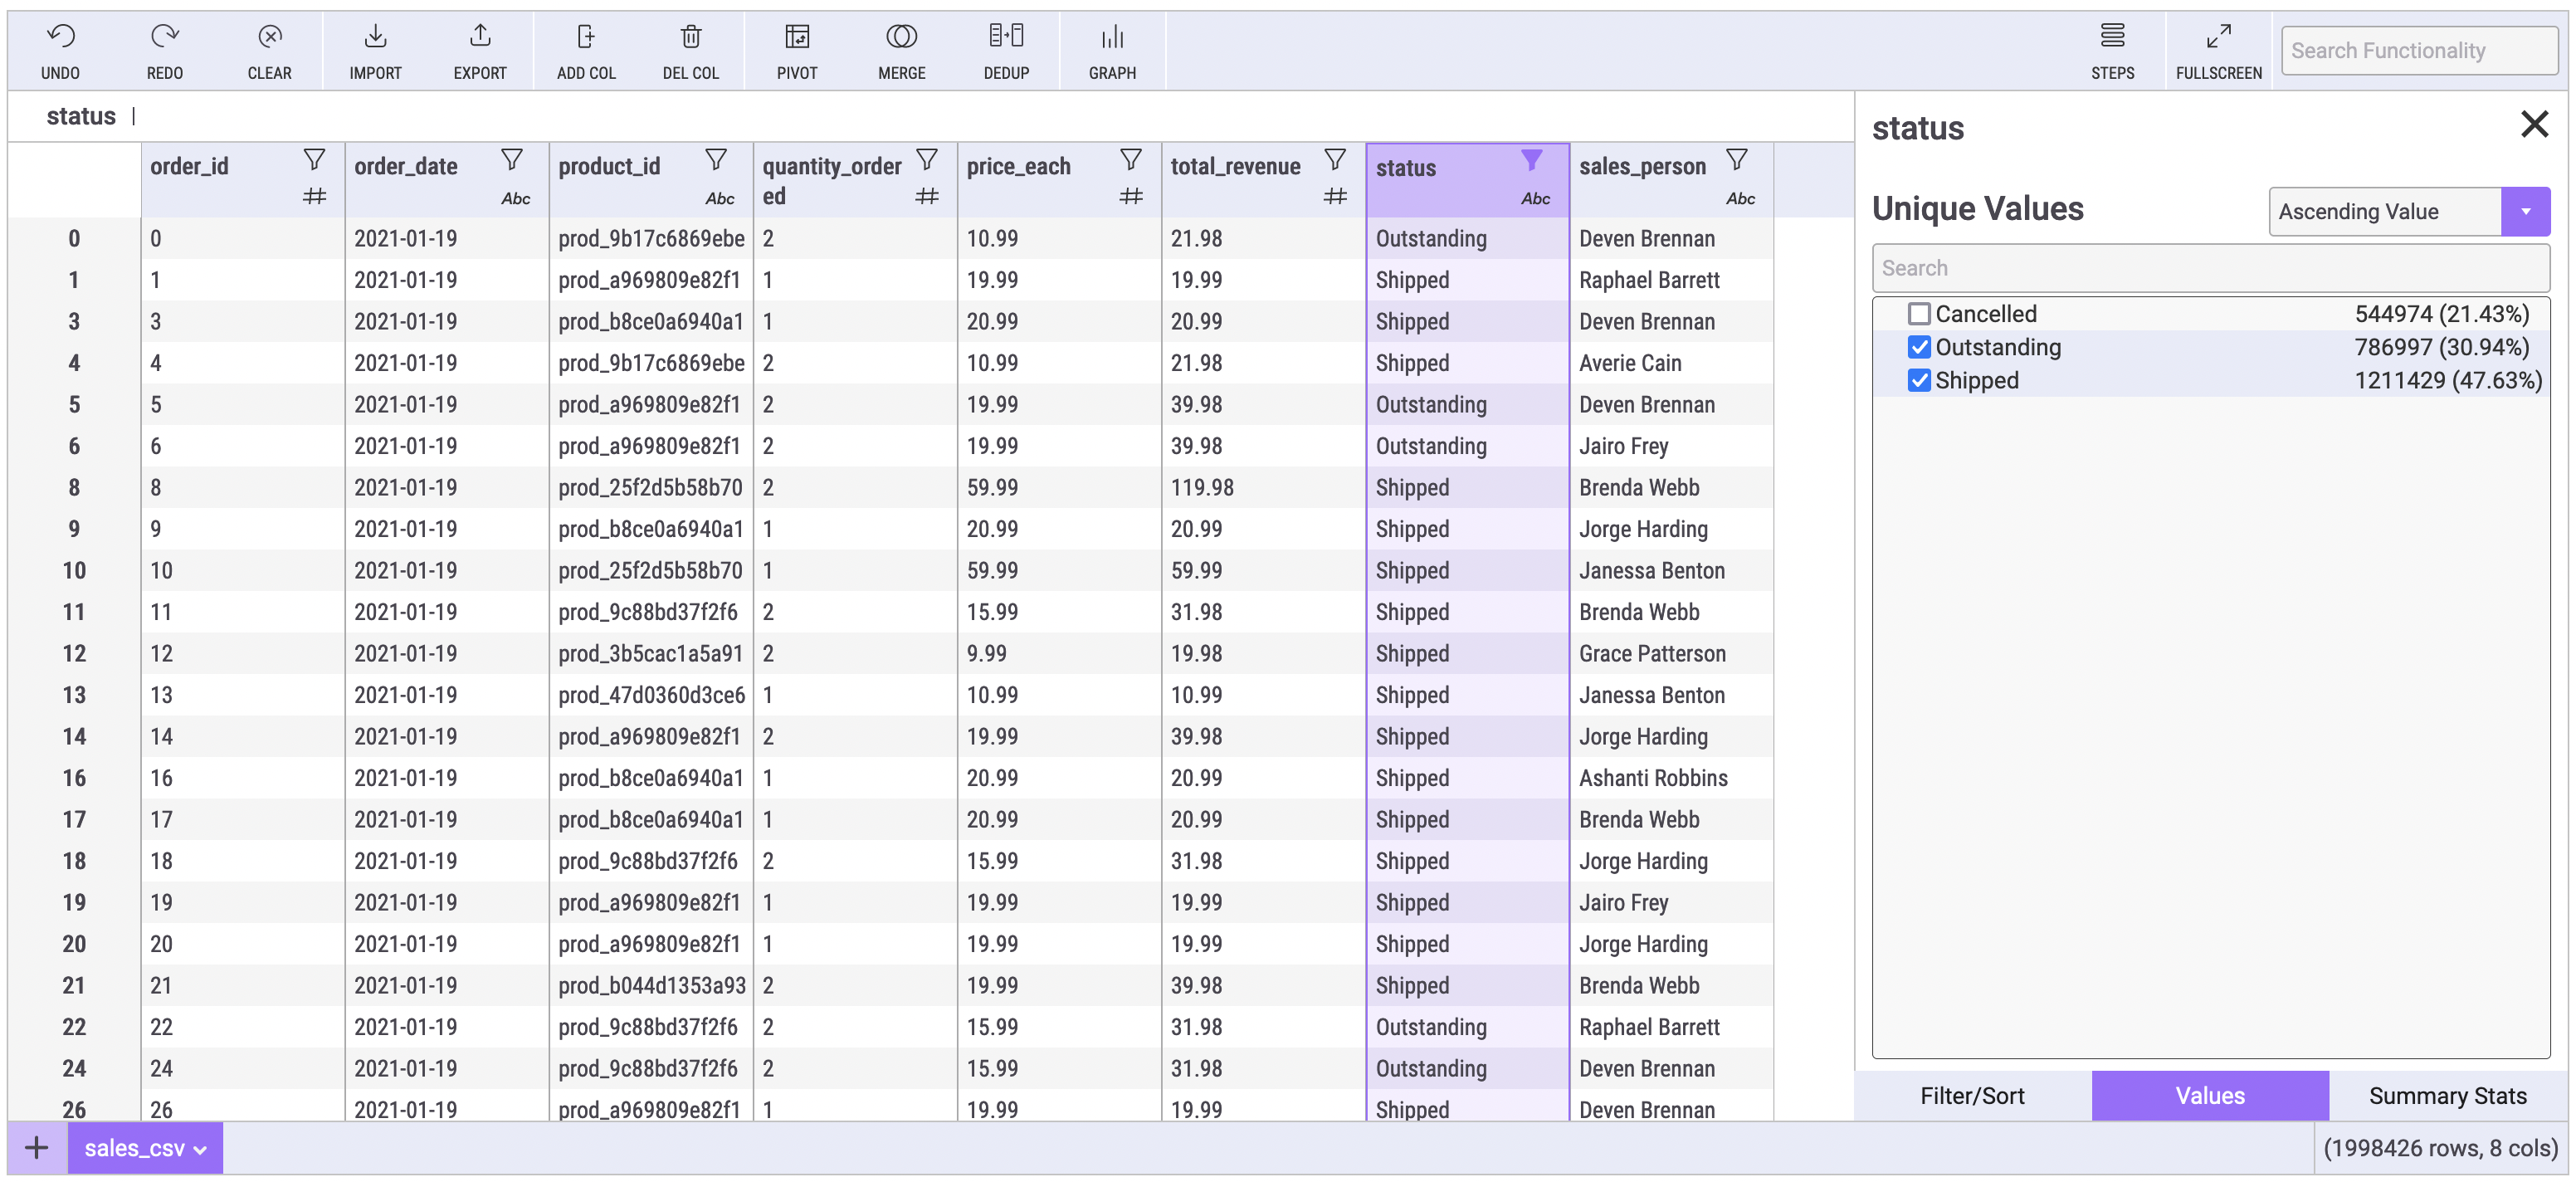 UNDO REDO CLEAR IMPORT EXPORT ADD COL DEL COL PIVOT MERGE DEDUP GRAPH STEPS FULLSCREEN Search Functionality
status
order_id order_date product_id quantity_ordered price_each total_revenue status sales_person
# Abc Abc # # # Abc Abc
0 0 2021-01-19 prod_9b17c6869ebe 2 10.99 21.98 Outstanding Deven Brennan
1 1 2021-01-19 prod_a969809e82f1 1 19.99 19.99 Shipped Raphael Barrett
3 3 2021-01-19 prod_b8ce0a6940a1 1 20.99 20.99 Shipped Deven Brennan
4 4 2021-01-19 prod_9b17c6869ebe 2 10.99 21.98 Shipped Averie Cain
5 5 2021-01-19 prod_a969809e82f1 2 19.99 39.98 Outstanding Deven Brennan
6 6 2021-01-19 prod_a969809e82f1 2 19.99 39.98 Outstanding Jairo Frey
8 8 2021-01-19 prod_25f2d5b58b70 2 59.99 119.98 Shipped Brenda Webb
9 9 2021-01-19 prod_b8ce0a6940a1 1 20.99 20.99 Shipped Jorge Harding
10 10 2021-01-19 prod_25f2d5b58b70 1 59.99 59.99 Shipped Janessa Benton
11 11 2021-01-19 prod_9c88bd37f2f6 2 15.99 31.98 Shipped Brenda Webb
12 12 2021-01-19 prod_3b5cac1a5a91 2 9.99 19.98 Shipped Grace Patterson
13 13 2021-01-19 prod_47d0360d3ce6 1 10.99 10.99 Shipped Janessa Benton
14 14 2021-01-19 prod_a969809e82f1 2 19.99 39.98 Shipped Jorge Harding
16 16 2021-01-19 prod_b8ce0a6940a1 1 20.99 20.99 Shipped Ashanti Robbins
17 17 2021-01-19 prod_b8ce0a6940a1 1 20.99 20.99 Shipped Brenda Webb
18 18 2021-01-19 prod_9c88bd37f2f6 2 15.99 31.98 Shipped Jorge Harding
19 19 2021-01-19 prod_a969809e82f1 1 19.99 19.99 Shipped Jairo Frey
20 20 2021-01-19 prod_a969809e82f1 1 19.99 19.99 Shipped Jorge Harding
21 21 2021-01-19 prod_b044d1353a93 2 19.99 39.98 Shipped Brenda Webb
22 22 2021-01-19 prod_9c88bd37f2f6 2 15.99 31.98 Outstanding Raphael Barrett
24 24 2021-01-19 prod_9c88bd37f2f6 2 15.99 31.98 Outstanding Deven Brennan
26 26 2021-01-19 prod_a969809e82f1 1 19.99 19.99 Shipped Deven Brennan
status
Unique Values Ascending Value
Search
Cancelled 544974 (21.43%)
Outstanding 786997 (30.94%)
Shipped 1211429 (47.63%)
Filter/Sort Values Summary Stats
+ sales_csv (1998426 rows, 8 cols)